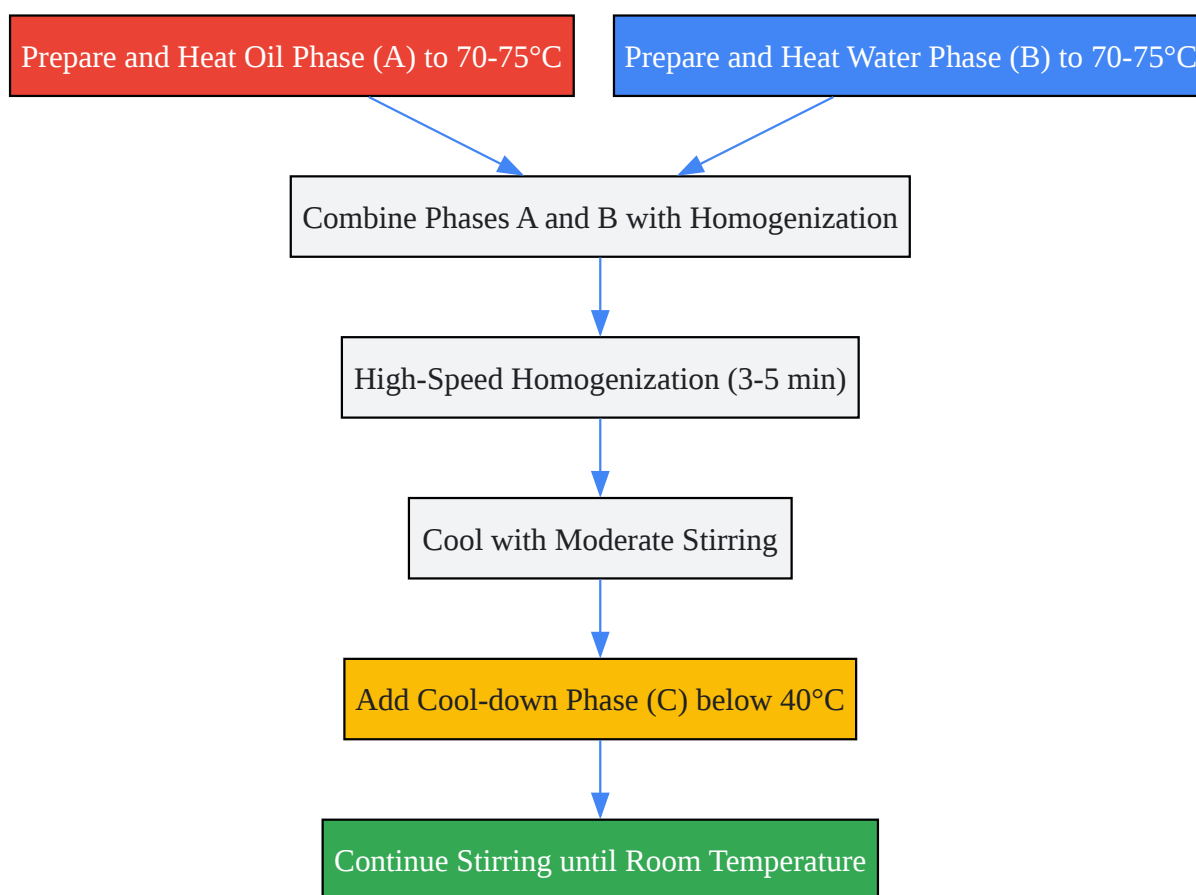 Prepare and Heat Oil Phase (A) to 70-75°C
Prepare and Heat Water Phase (B) to 70-75°C
Combine Phases A and B with Homogenization
High-Speed Homogenization (3-5 min)
Cool with Moderate Stirring
Add Cool-down Phase (C) below 40°C
Continue Stirring until Room Temperature